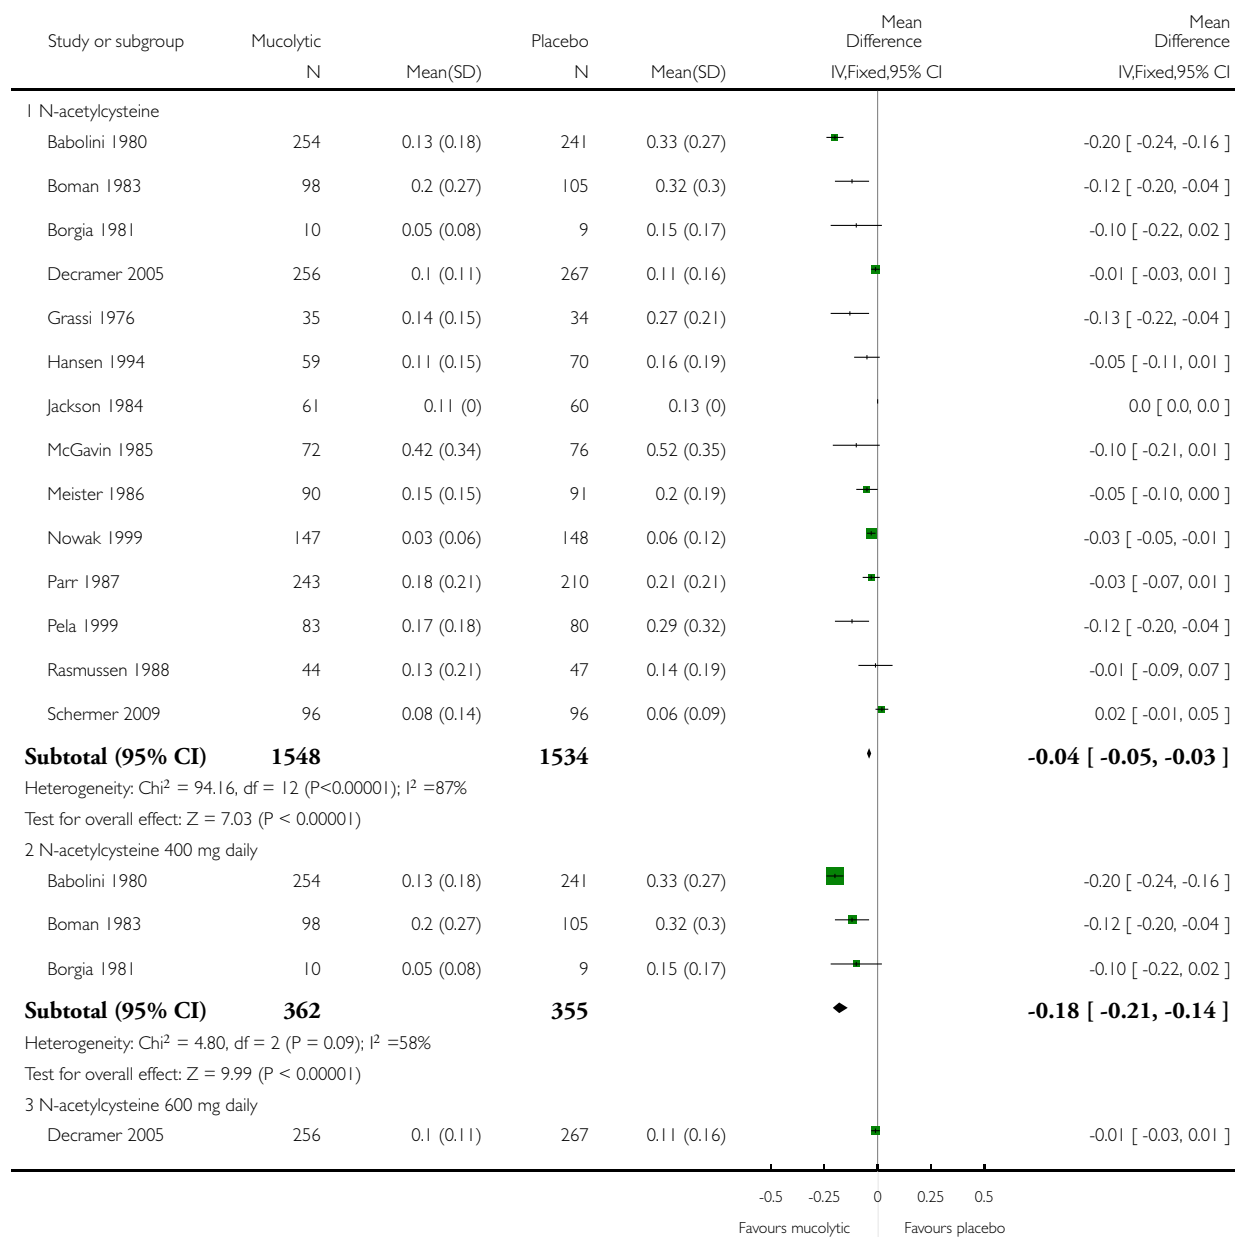 Study or subgroup Mucolytic Placebo Mean Difference Mean Difference
N Mean(SD) N Mean(SD) IV,Fixed,95% CI IV,Fixed,95% CI
1 N-acetylcysteine
Babolini 1980 254 0.13 (0.18) 241 0.33 (0.27) -0.20 [ -0.24, -0.16 ]
Boman 1983 98 0.2 (0.27) 105 0.32 (0.3) -0.12 [ -0.20, -0.04 ]
Borgia 1981 10 0.05 (0.08) 9 0.15 (0.17) -0.10 [ -0.22, 0.02 ]
Decramer 2005 256 0.1 (0.11) 267 0.11 (0.16) -0.01 [ -0.03, 0.01 ]
Grassi 1976 35 0.14 (0.15) 34 0.27 (0.21) -0.13 [ -0.22, -0.04 ]
Hansen 1994 59 0.11 (0.15) 70 0.16 (0.19) -0.05 [ -0.11, 0.01 ]
Jackson 1984 61 0.11 (0) 60 0.13 (0) 0.0 [ 0.0, 0.0 ]
McGavin 1985 72 0.42 (0.34) 76 0.52 (0.35) -0.10 [ -0.21, 0.01 ]
Meister 1986 90 0.15 (0.15) 91 0.2 (0.19) -0.05 [ -0.10, 0.00 ]
Nowak 1999 147 0.03 (0.06) 148 0.06 (0.12) -0.03 [ -0.05, -0.01 ]
Parr 1987 243 0.18 (0.21) 210 0.21 (0.21) -0.03 [ -0.07, 0.01 ]
Pela 1999 83 0.17 (0.18) 80 0.29 (0.32) -0.12 [ -0.20, -0.04 ]
Rasmussen 1988 44 0.13 (0.21) 47 0.14 (0.19) -0.01 [ -0.09, 0.07 ]
Schermer 2009 96 0.08 (0.14) 96 0.06 (0.09) 0.02 [ -0.01, 0.05 ]
Subtotal (95% CI) 1548 1534 -0.04 [ -0.05, -0.03 ]
Heterogeneity: Chi² = 94.16, df = 12 (P<0.00001); I² =87%
Test for overall effect: Z = 7.03 (P < 0.00001)
2 N-acetylcysteine 400 mg daily
Babolini 1980 254 0.13 (0.18) 241 0.33 (0.27) -0.20 [ -0.24, -0.16 ]
Boman 1983 98 0.2 (0.27) 105 0.32 (0.3) -0.12 [ -0.20, -0.04 ]
Borgia 1981 10 0.05 (0.08) 9 0.15 (0.17) -0.10 [ -0.22, 0.02 ]
Subtotal (95% CI) 362 355 -0.18 [ -0.21, -0.14 ]
Heterogeneity: Chi² = 4.80, df = 2 (P = 0.09); I² =58%
Test for overall effect: Z = 9.99 (P < 0.00001)
3 N-acetylcysteine 600 mg daily
Decramer 2005 256 0.1 (0.11) 267 0.11 (0.16) -0.01 [ -0.03, 0.01 ]
-0.5 -0.25 0 0.25 0.5
Favours mucolytic Favours placebo